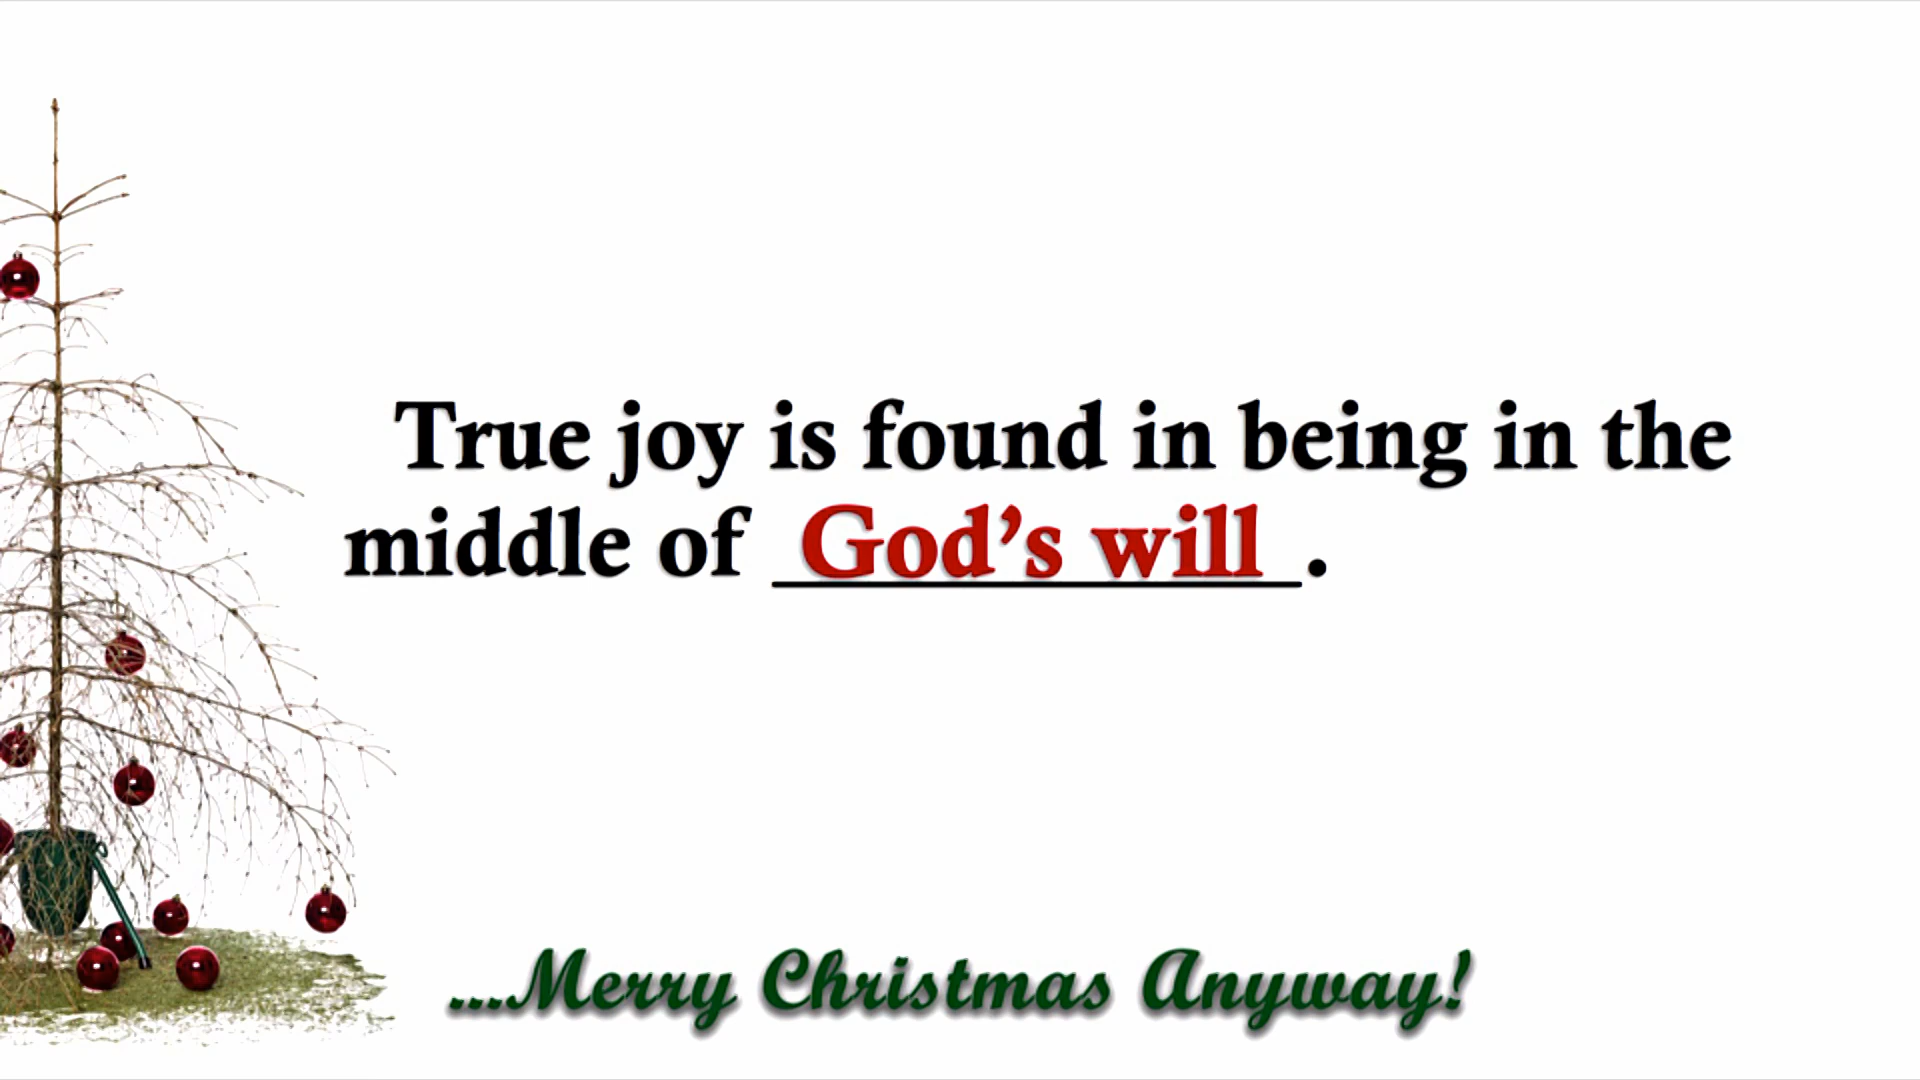 True joy is found in being in the
middle of God’s will.
...Merry Christmas Anyway!